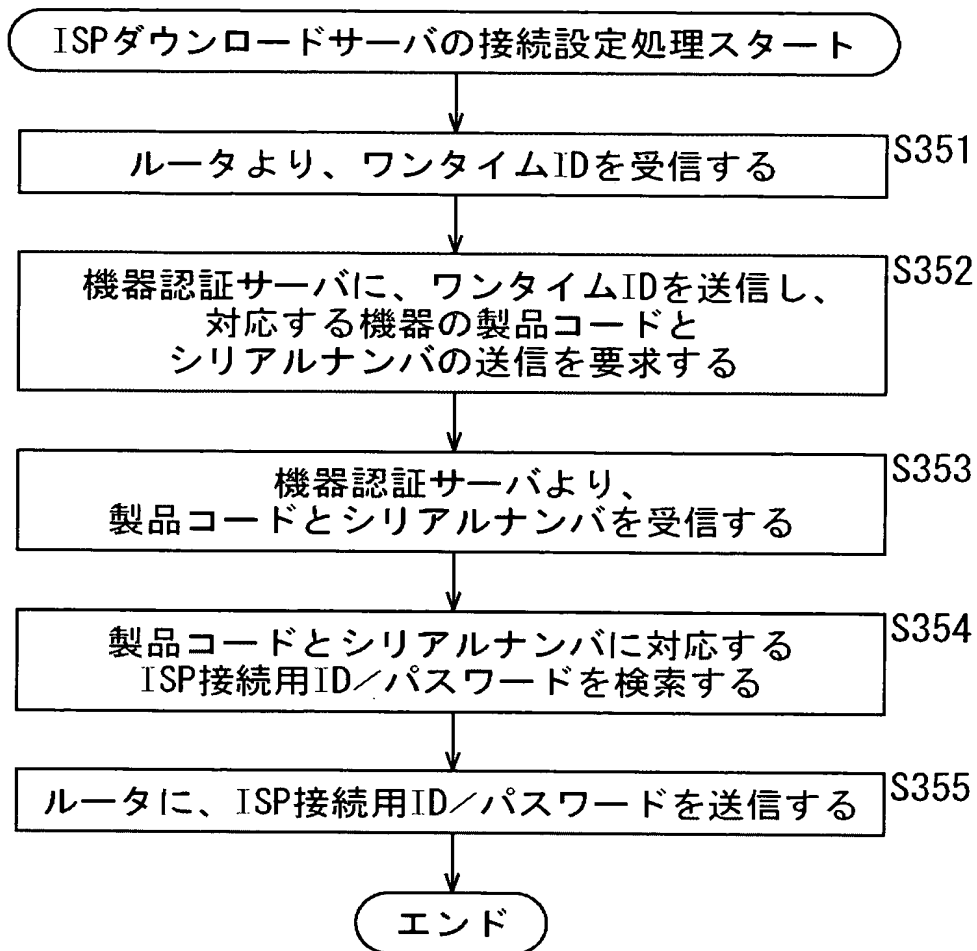 ISPダウンロードサーバの接続設定処理スタート
ルータより、ワンタイムIDを受信する
S351
機器認証サーバに、ワンタイムIDを送信し、
対応する機器の製品コードと
シリアルナンバの送信を要求する
S352
機器認証サーバより、
製品コードとシリアルナンバを受信する
S353
製品コードとシリアルナンバに対応する
ISP接続用ID/パスワードを検索する
S354
ルータに、ISP接続用ID/パスワードを送信する
S355
エンド